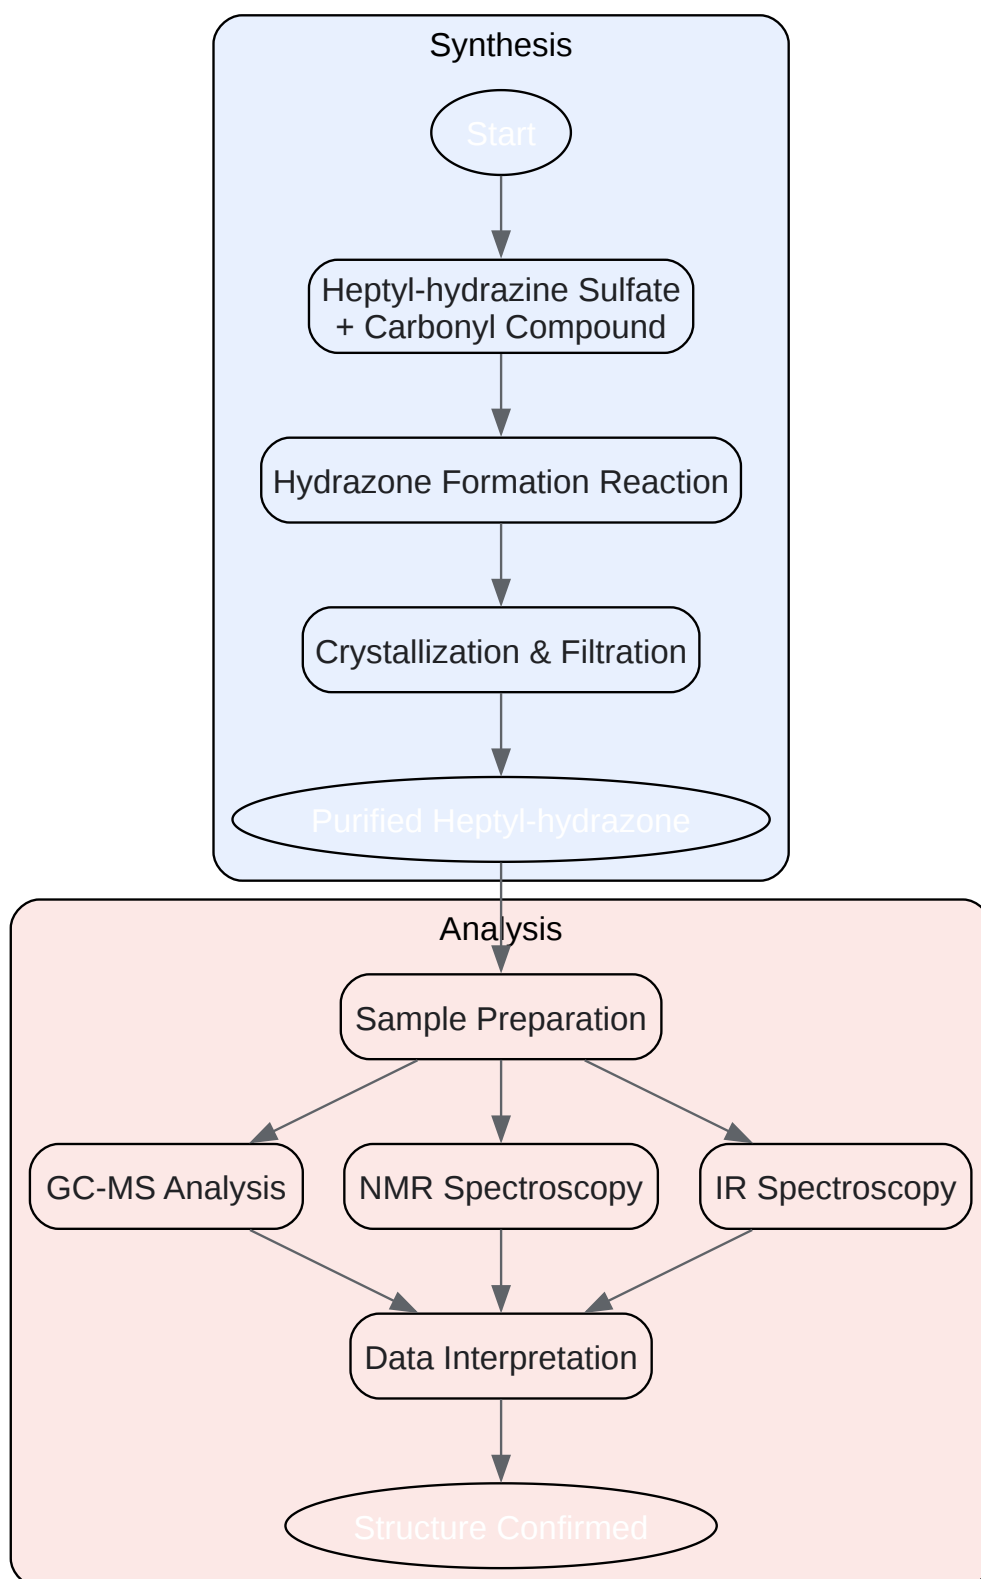 Synthesis
Start
Heptyl-hydrazine Sulfate
+ Carbonyl Compound
Hydrazone Formation Reaction
Crystallization & Filtration
Purified Heptyl-hydrazone
Analysis
Sample Preparation
GC-MS Analysis
NMR Spectroscopy
IR Spectroscopy
Data Interpretation
Structure Confirmed